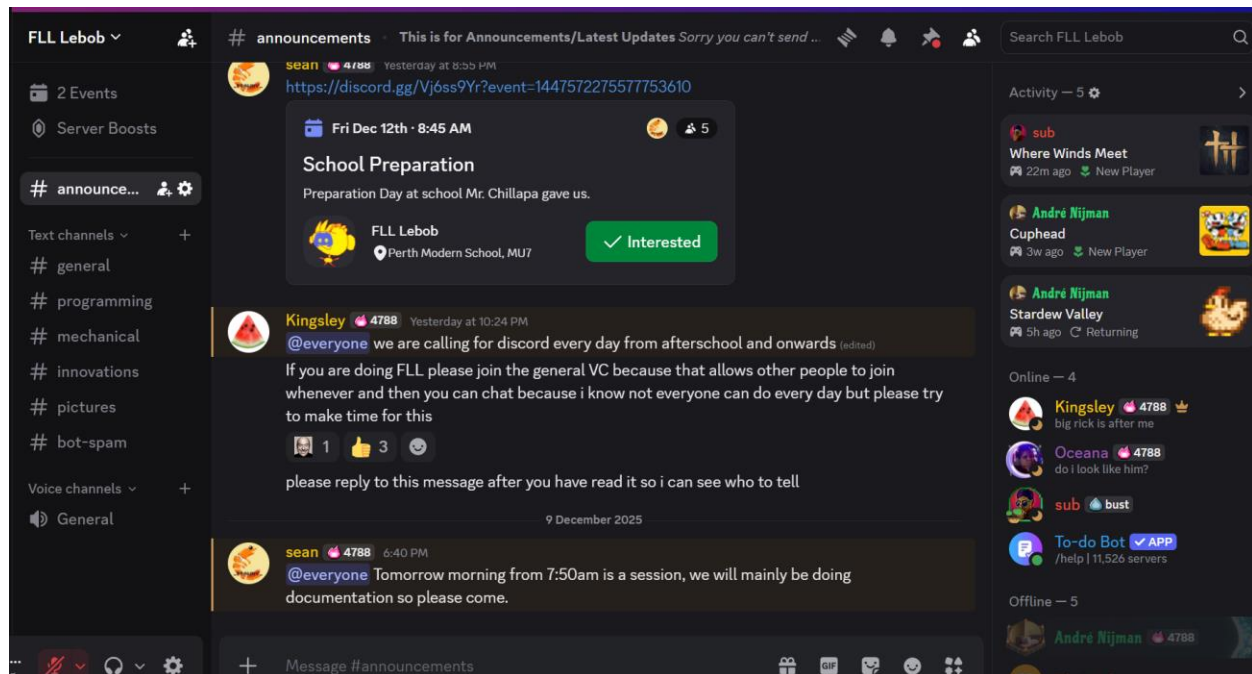 FLL Lebob
2 Events
Server Boosts
announce...
Text channels
general
programming
mechanical
innovations
pictures
bot-spam
Voice channels
General
# announcements
This is for Announcements/Latest Updates Sorry you can't send ...
Search FLL Lebob
sean 4788 Yesterday at 8:55 PM
https://discord.gg/Vj6ss9Yr?event=1447572275577753610
Fri Dec 12th · 8:45 AM
5
School Preparation
Preparation Day at school Mr. Chillapa gave us.
FLL Lebob
Perth Modern School, MU7
Interested
Kingsley 4788 Yesterday at 10:24 PM
@everyone we are calling for discord every day from afterschool and onwards (edited)
If you are doing FLL please join the general VC because that allows other people to join
whenever and then you can chat because i know not everyone can do every day but please try
to make time for this
1 3
please reply to this message after you have read it so i can see who to tell
9 December 2025
sean 4788 6:40 PM
@everyone Tomorrow morning from 7:50am is a session, we will mainly be doing
documentation so please come.
Message #announcements
GIF
Activity — 5
sub
Where Winds Meet
22m ago New Player
André Nijman
Cuphead
3w ago New Player
André Nijman
Stardew Valley
5h ago Returning
Online — 4
Kingsley 4788
big rick is after me
Oceana 4788
do i look like him?
sub bust
To-do Bot APP
/help | 11,526 servers
Offline — 5
André Nijman 4788